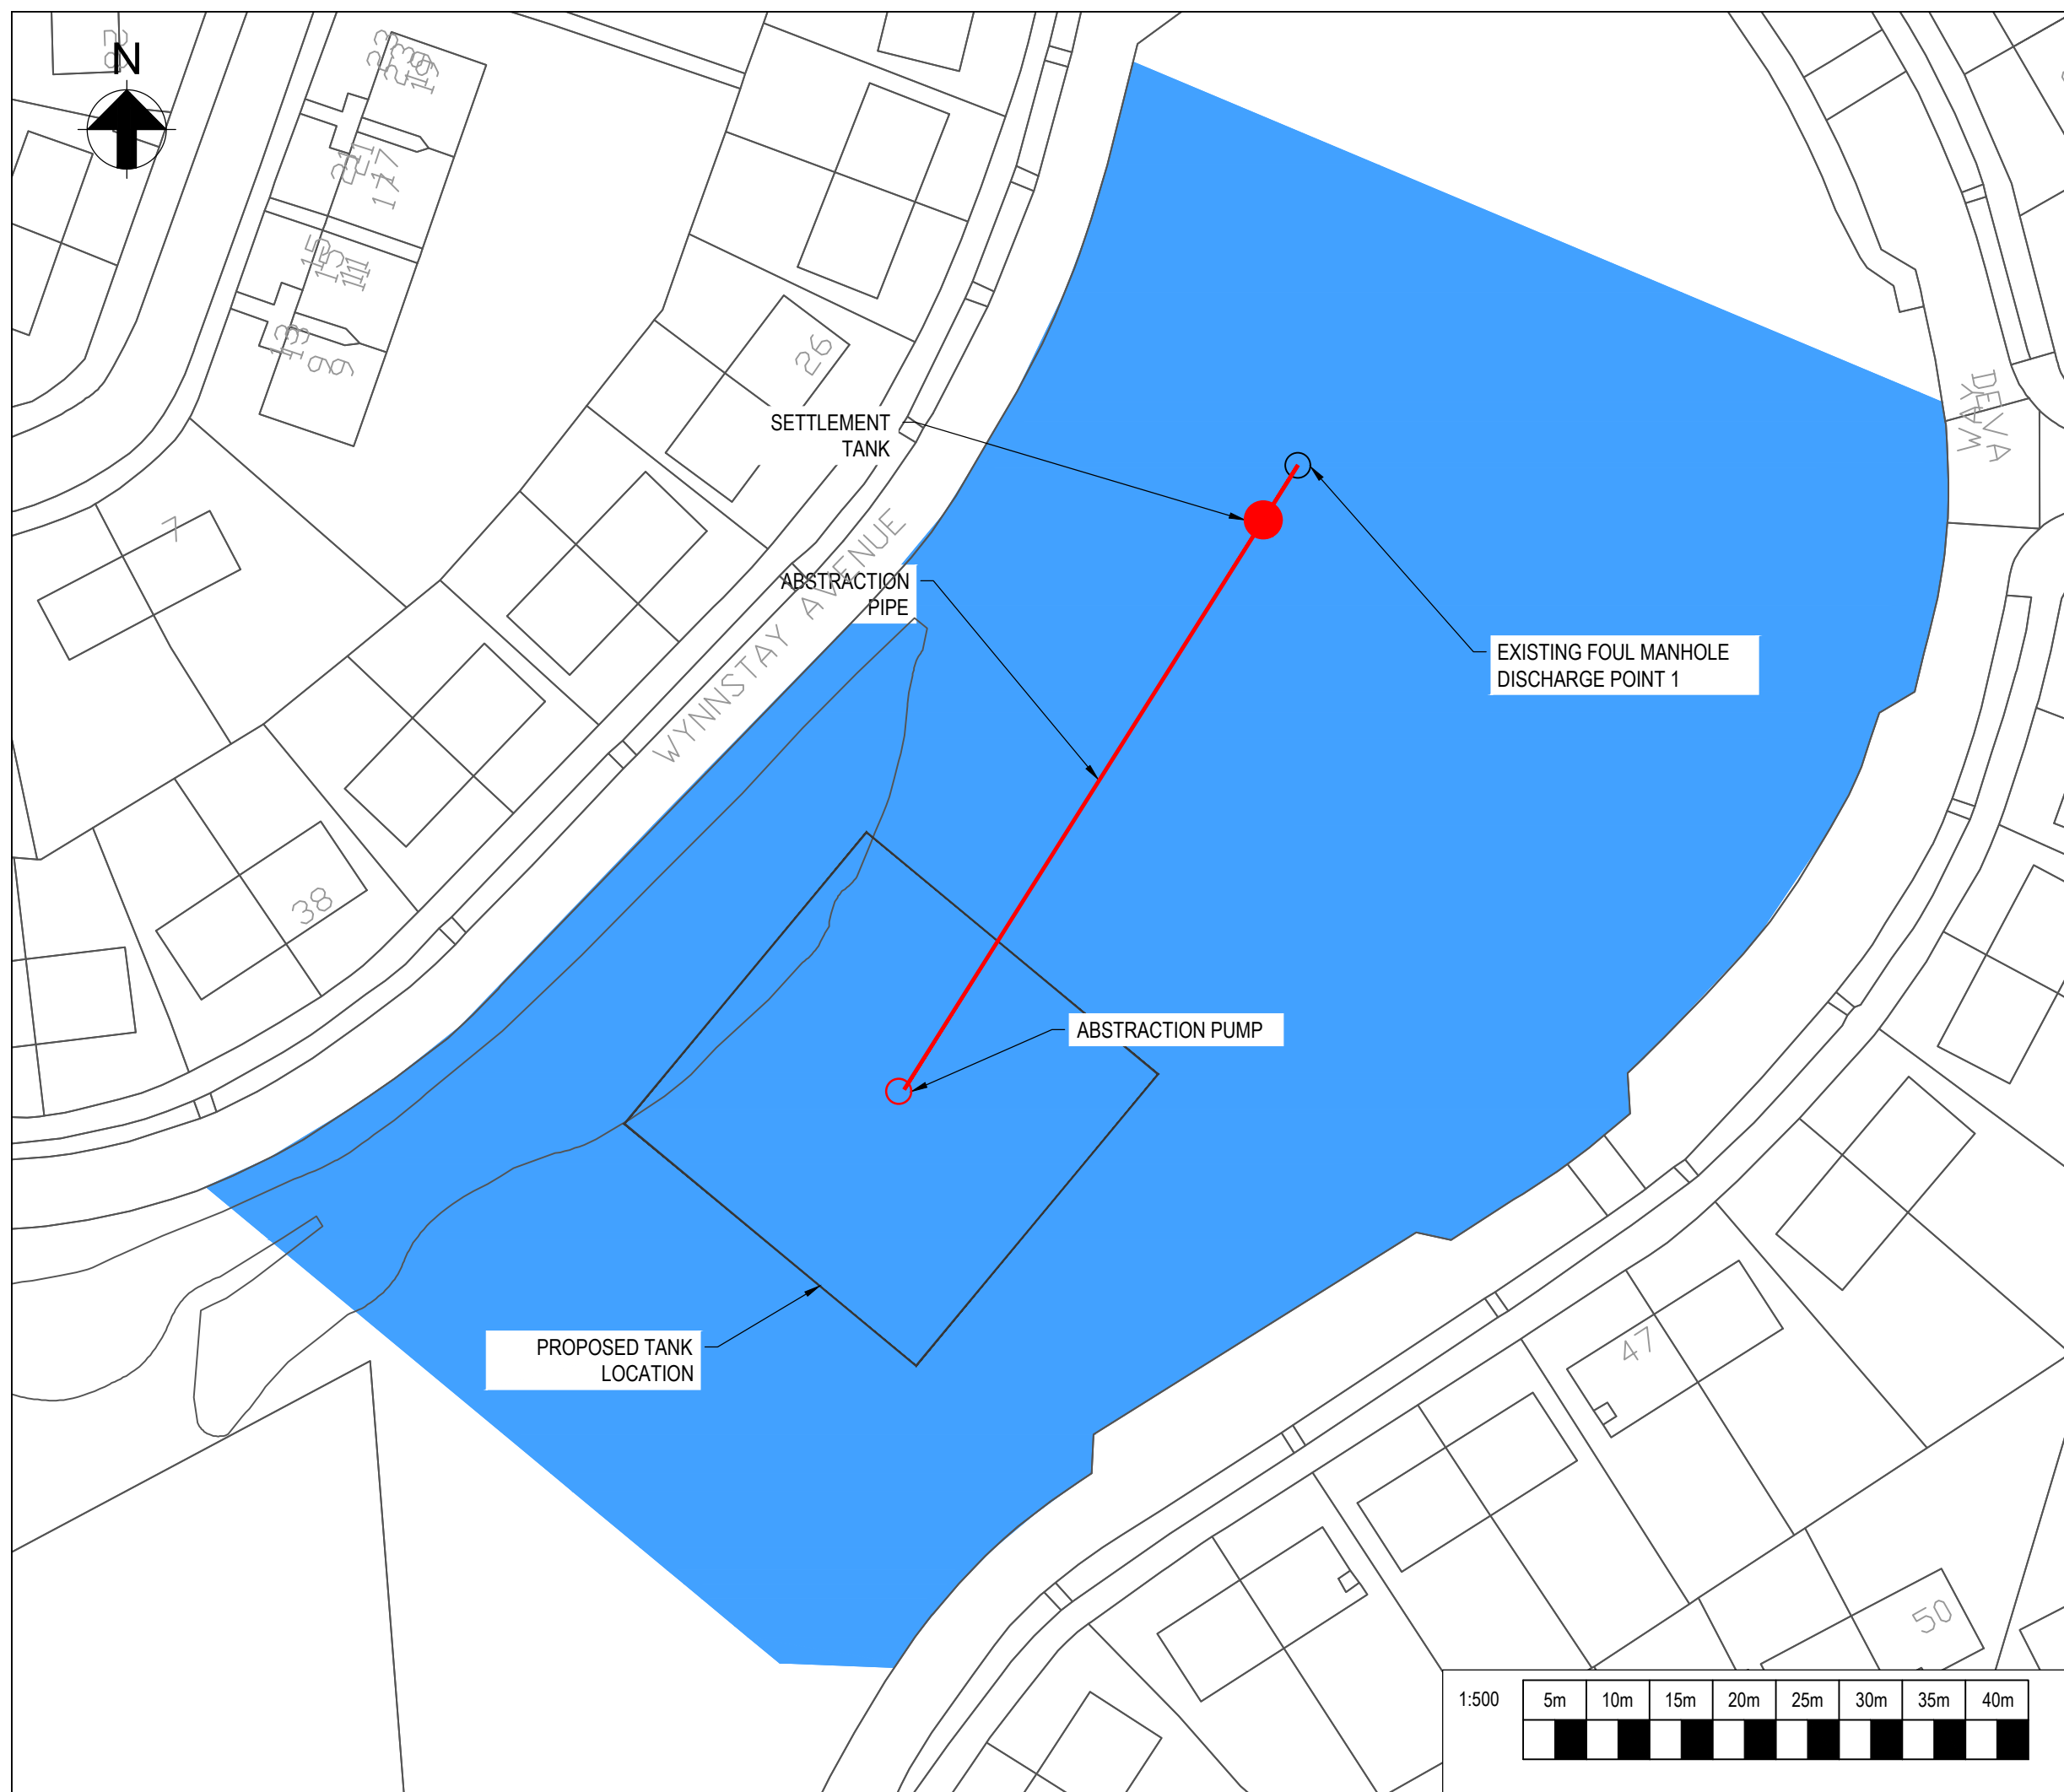 N
26
SETTLEMENT
TANK
DEVA
WAY
7
WYNNSTAY AVENUE
ABSTRACTION
PIPE
EXISTING FOUL MANHOLE
DISCHARGE POINT 1
38
ABSTRACTION PUMP
PROPOSED TANK
LOCATION
47
50
1:500 5m 10m 15m 20m 25m 30m 35m 40m